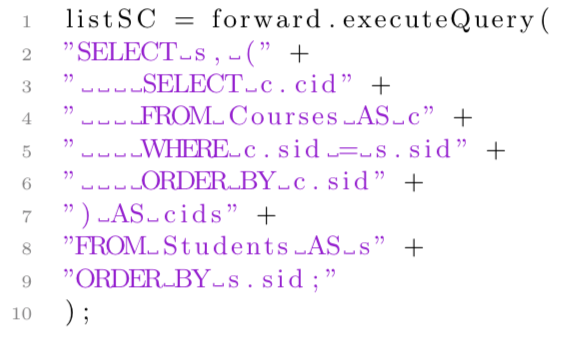 1 listSC = forward.executeQuery(
2 "SELECT␣s,␣(" +
3 "␣␣␣␣SELECT␣c.cid" +
4 "␣␣␣␣FROM␣Courses␣AS␣c" +
5 "␣␣␣␣WHERE␣c.sid␣=␣s.sid" +
6 "␣␣␣␣ORDER␣BY␣c.sid" +
7 ")␣AS␣cids" +
8 "FROM␣Students␣AS␣s" +
9 "ORDER␣BY␣s.sid;"
10 );